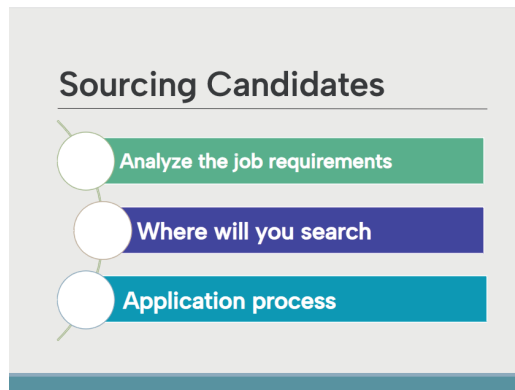 Sourcing Candidates
Analyze the job requirements
Where will you search
Application process